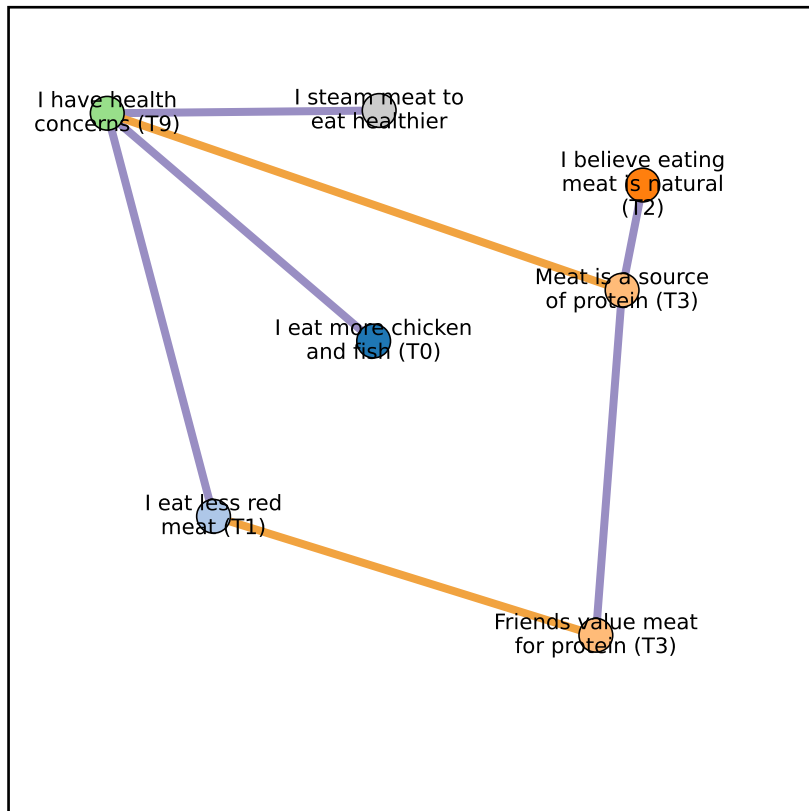 I have health
concerns (T9)
I steam meat to
eat healthier
I believe eating
meat is natural
(T2)
Meat is a source
of protein (T3)
I eat more chicken
and fish (T0)
I eat less red
meat (T1)
Friends value meat
for protein (T3)